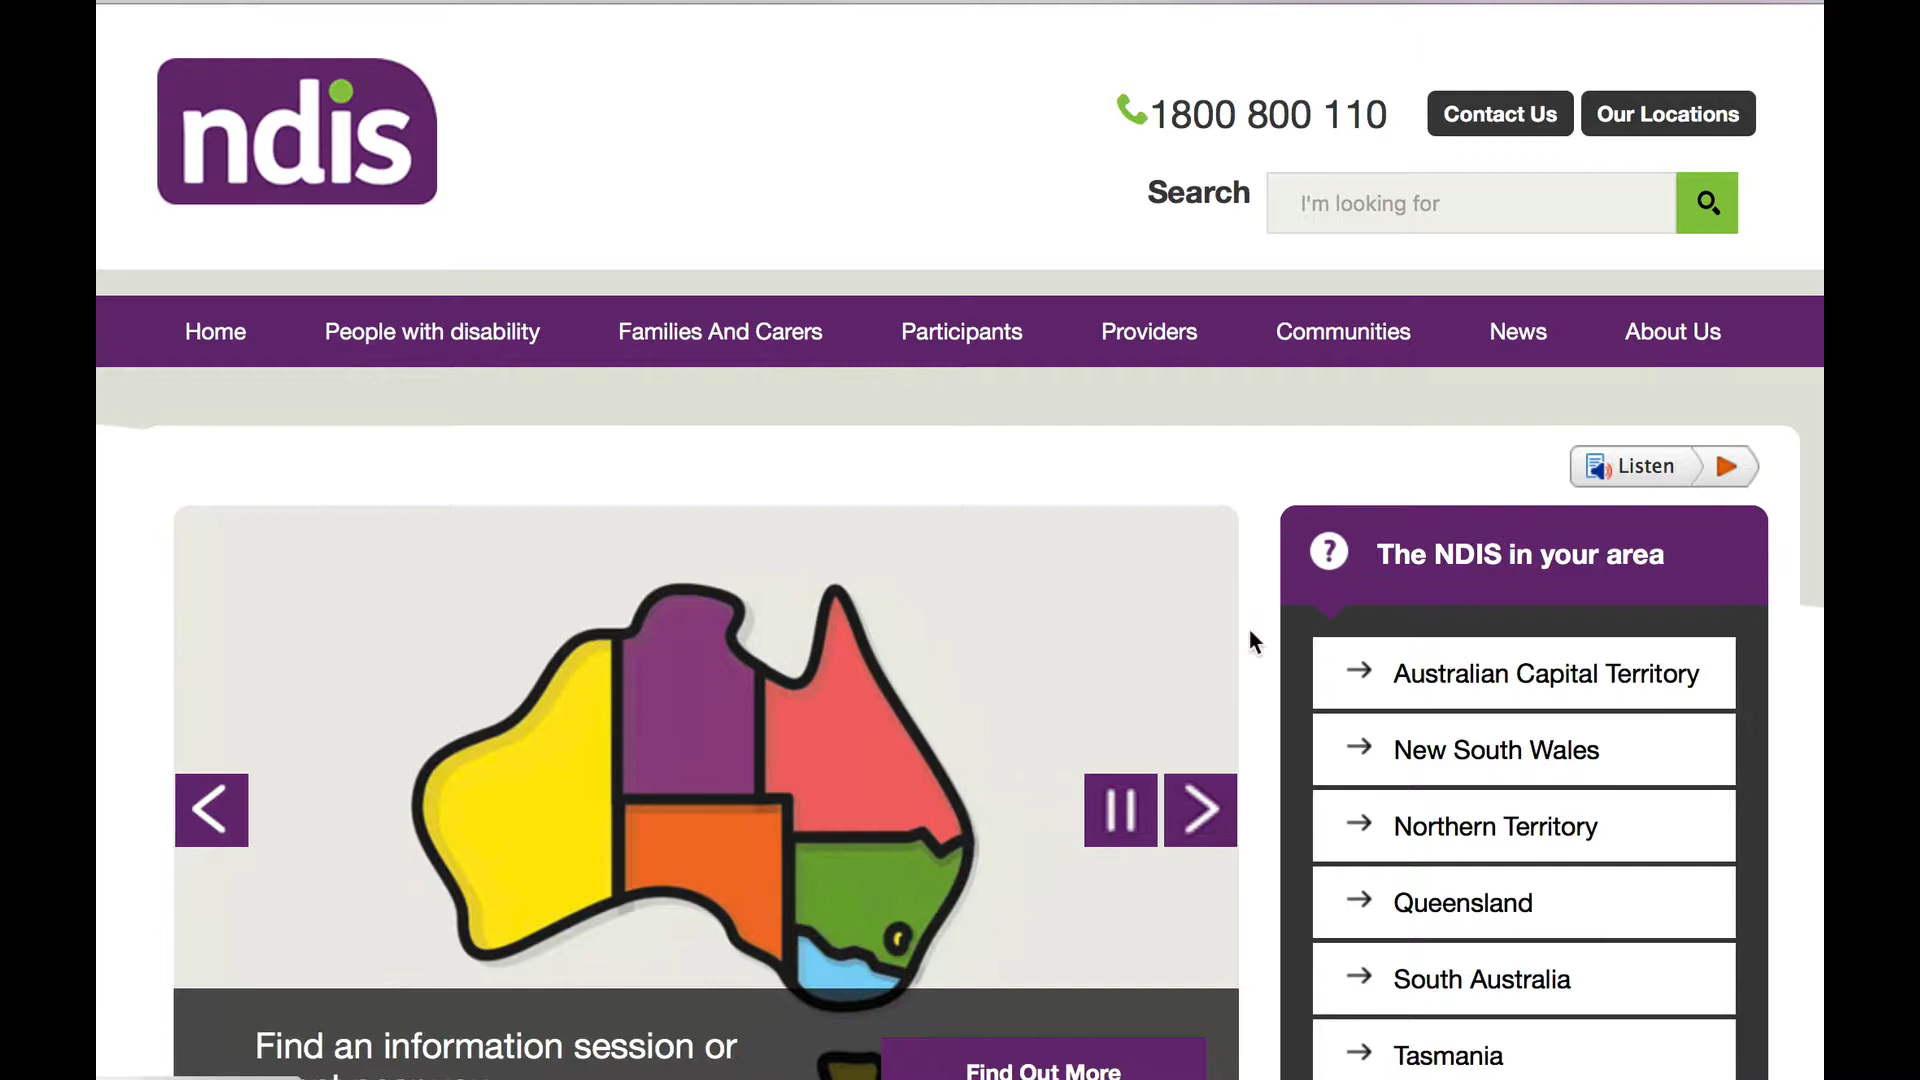 ndis
1800 800 110
Contact Us
Our Locations
Search
I'm looking for
Home
People with disability
Families And Carers
Participants
Providers
Communities
News
About Us
Listen
? The NDIS in your area
Australian Capital Territory
New South Wales
Northern Territory
Queensland
South Australia
Tasmania
Find an information session or
Find Out More